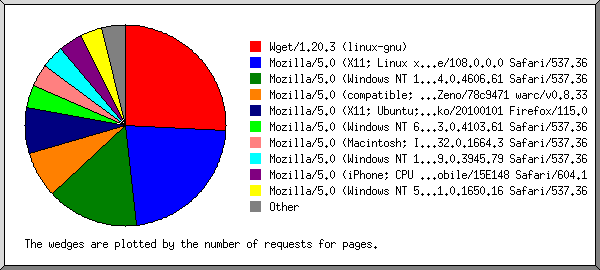 Wget/1.20.3 (linux-gnu)
Mozilla/5.0 (X11; Linux x...e/108.0.0.0 Safari/537.36
Mozilla/5.0 (Windows NT 1...4.0.4606.61 Safari/537.36
Mozilla/5.0 (compatible; ...Zeno/78c9471 warc/v0.8.33
Mozilla/5.0 (X11; Ubuntu;...ko/20100101 Firefox/115.0
Mozilla/5.0 (Windows NT 6...3.0.4103.61 Safari/537.36
Mozilla/5.0 (Macintosh; I...32.0.1664.3 Safari/537.36
Mozilla/5.0 (Windows NT 1...9.0.3945.79 Safari/537.36
Mozilla/5.0 (iPhone; CPU ...obile/15E148 Safari/604.1
Mozilla/5.0 (Windows NT 5...1.0.1650.16 Safari/537.36
Other
The wedges are plotted by the number of requests for pages.